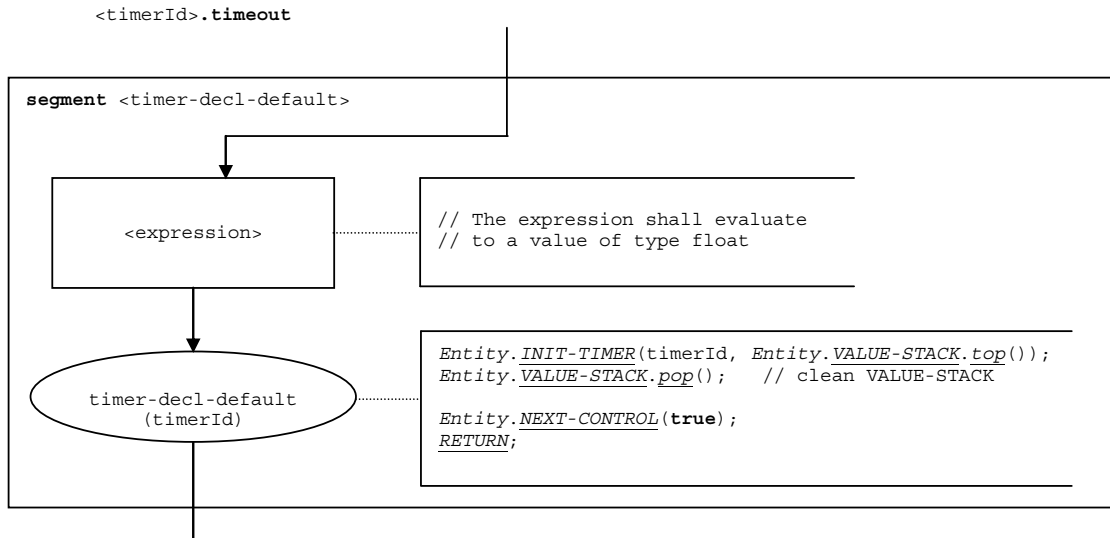 <timerId>.timeout
segment <timer-decl-default>
<expression>
// The expression shall evaluate
// to a value of type float
timer-decl-default
(timerId)
Entity.INIT-TIMER(timerId, Entity.VALUE-STACK.top());
Entity.VALUE-STACK.pop();   // clean VALUE-STACK
Entity.NEXT-CONTROL(true);
RETURN;